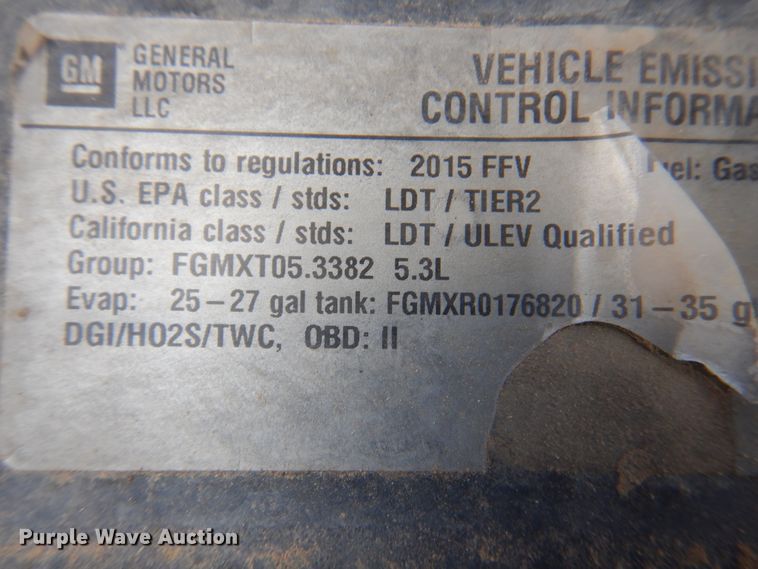 GM
GENERAL
MOTORS
LLC
VEHICLE EMISSI
CONTROL INFORMA
Conforms to regulations: 2015 FFV uel: Gas
U.S. EPA class / stds: LDT / TIER2
California class / stds: LDT / ULEV Qualified
Group: FGMXT05.3382 5.3L
Evap: 25-27 gal tank: FGMXR0176820 / 31-35 g
DGI/HO2S/TWC, OBD: II
Purple Wave Auction